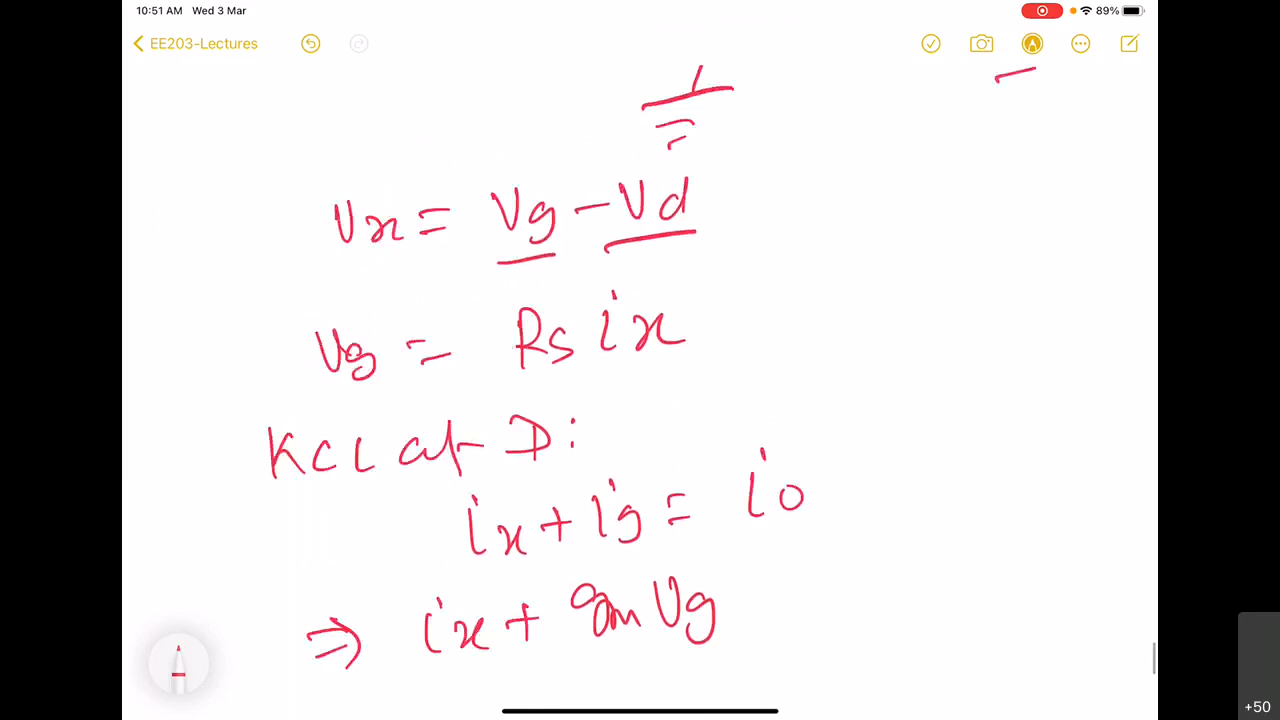 10:51 AM Wed 3 Mar
89%
EE203-Lectures
Vx = Vg - Vd
Vg = Rs ix
KCL at D:
ix + ig = io
⇒ ix + gm Vg
+50